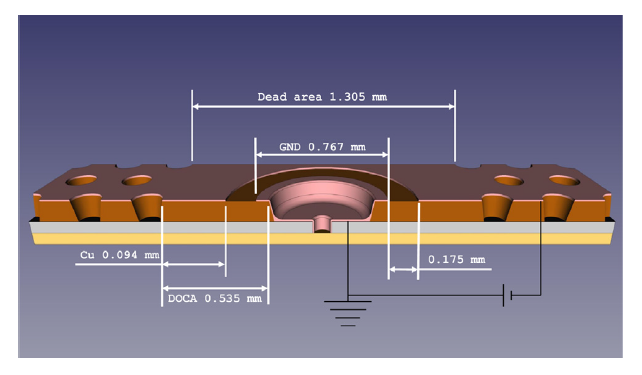 Dead area 1.305 mm
GND 0.767 mm
Cu 0.094 mm
0.175 mm
DOCA 0.535 mm